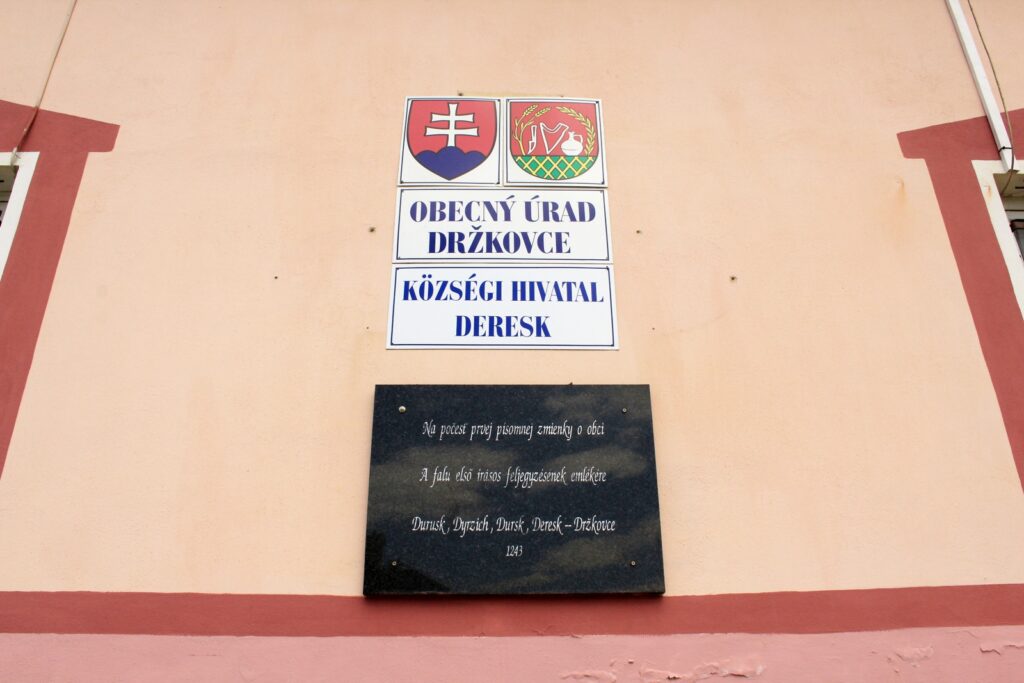 OBECNÝ ÚRAD
DRŽKOVCE
KÖZSÉGI HIVATAL
DERESK
Na počesť prvej písomnej zmienky o obci
A falu első írásos feljegyzésének emlékére
Durusk, Dyrzich, Dursk, Deresk – Držkovce
1243